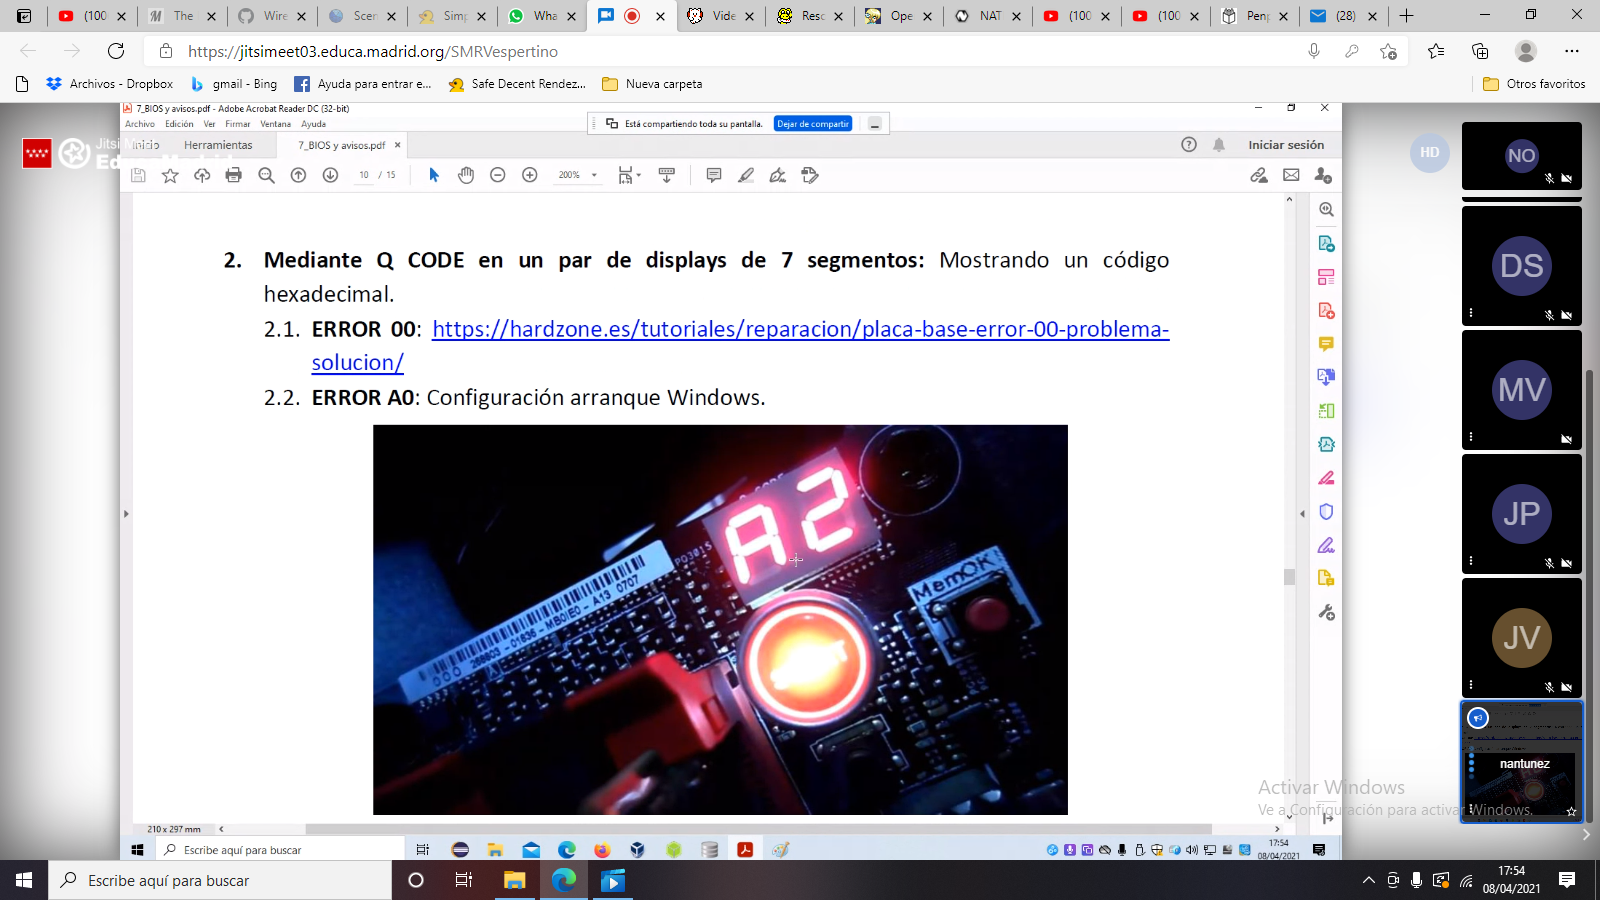 (100
The
Wire
Scer
Simp
Wha
Vide
Resc
Ope
NAT
(100
(100
Penp
(28)
https://jitsimeet03.educa.madrid.org/SMRVespertino
Archivos - Dropbox
gmail - Bing
Ayuda para entrar e...
Safe Decent Rendez...
Nueva carpeta
Otros favoritos
7_BIOS y avisos.pdf - Adobe Acrobat Reader DC (32-bit)
Archivo Edición Ver Firmar Ventana Ayuda
Está compartiendo toda su pantalla.
Dejar de compartir
Herramientas
7_BIOS y avisos.pdf
Iniciar sesión
10 / 15
200%
2. Mediante Q CODE en un par de displays de 7 segmentos: Mostrando un código
hexadecimal.
2.1. ERROR 00: https://hardzone.es/tutoriales/reparacion/placa-base-error-00-problema-
solucion/
2.2. ERROR A0: Configuración arranque Windows.
A2
MemOK!
HD
NO
DS
MV
JP
JV
nantunez
Activar Windows
Ve a Configuración para activar Windows.
210 x 297 mm
Escribe aquí para buscar
17:54
08/04/2021
Escribe aquí para buscar
17:54
08/04/2021